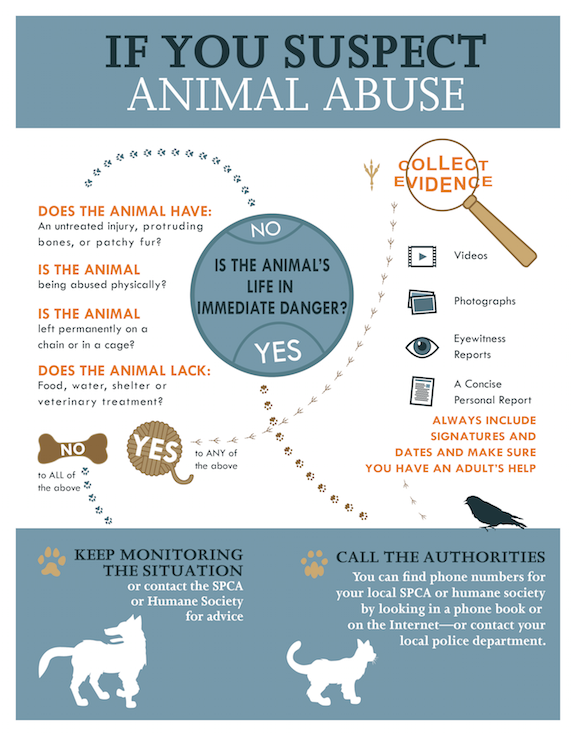 IF YOU SUSPECT
ANIMAL ABUSE
NO
IS THE ANIMAL'S
LIFE IN
IMMEDIATE DANGER?
YES
DOES THE ANIMAL HAVE:
An untreated injury, protruding
bones, or patchy fur?
IS THE ANIMAL
being abused physically?
IS THE ANIMAL
left permanently on a
chain or in a cage?
DOES THE ANIMAL LACK:
Food, water, shelter or
veterinary treatment?
NO
to ALL of
the above
YES
to ANY of
the above
COLLECT
EVIDENCE
Videos
Photographs
Eyewitness
Reports
A Concise
Personal Report
ALWAYS INCLUDE
SIGNATURES AND
DATES AND MAKE SURE
YOU HAVE AN ADULT'S HELP
KEEP MONITORING
THE SITUATION
or contact the SPCA
or Humane Society
for advice
CALL THE AUTHORITIES
You can find phone numbers for
your local SPCA or humane society
by looking in a phone book or
on the Internet—or contact your
local police department.